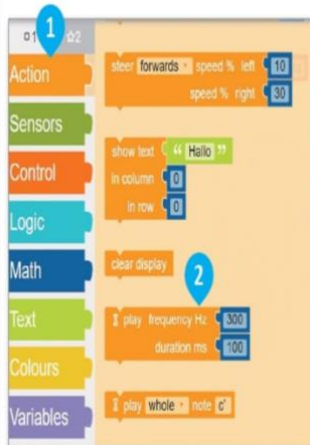 1
1 2
Action
Sensors
Control
Logic
Math
Text
Colours
Variables
steer forwards speed % left 10
speed % right 30
show text “ Hallo ”
in column 0
in row 0
clear display
2
play frequency Hz 300
duration ms 100
play whole note c'